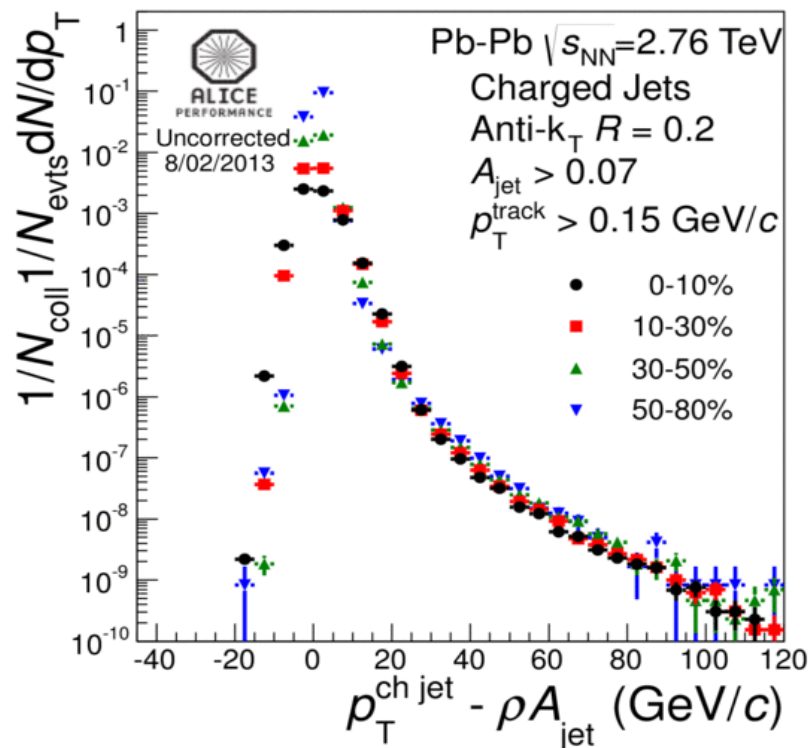 1/N_coll 1/N_evts dN/dp_T
1
10^-1
10^-2
10^-3
10^-4
10^-5
10^-6
10^-7
10^-8
10^-9
10^-10
ALICE
PERFORMANCE
Uncorrected
8/02/2013
Pb-Pb √s_NN=2.76 TeV
Charged Jets
Anti-k_T R = 0.2
A_jet > 0.07
p_T^track > 0.15 GeV/c
0-10%
10-30%
30-50%
50-80%
-40 -20 0 20 40 60 80 100 120
p_T^ch jet - ρA_jet (GeV/c)